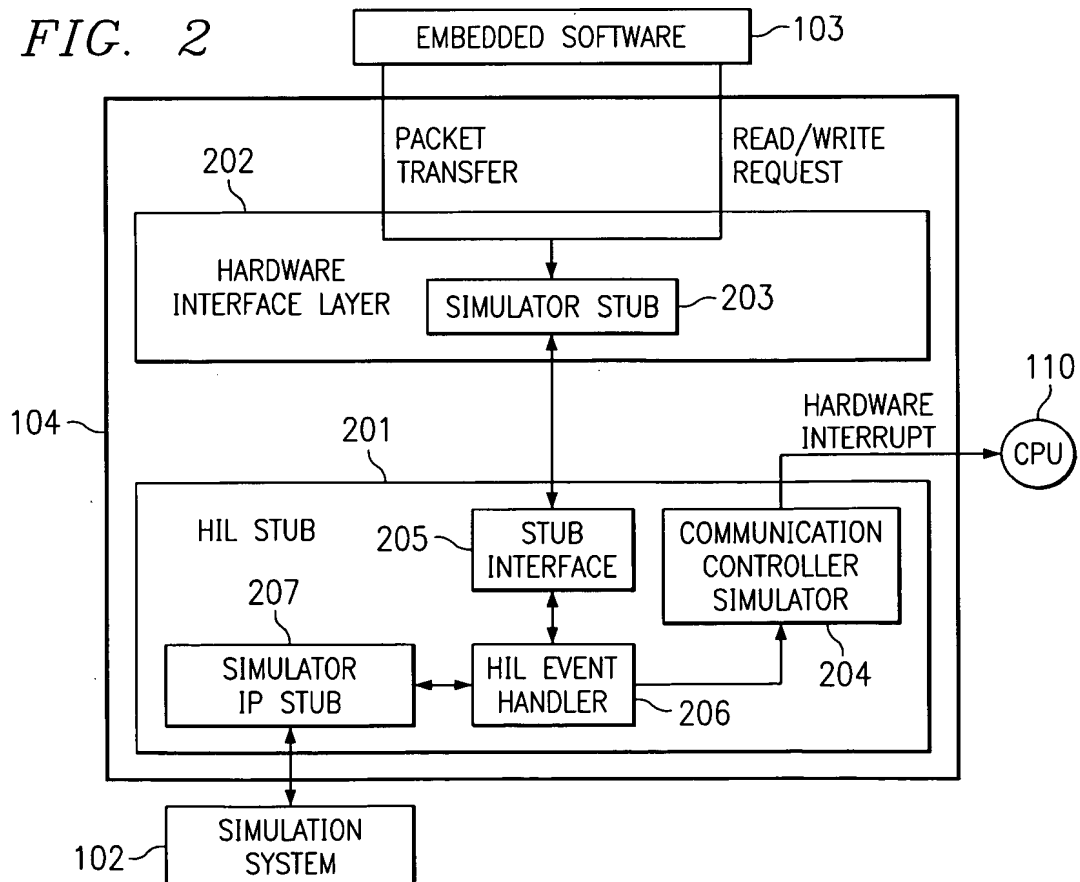 FIG. 2
EMBEDDED SOFTWARE
103
PACKET
TRANSFER
READ/WRITE
REQUEST
202
HARDWARE
INTERFACE LAYER
SIMULATOR STUB
203
104
HARDWARE
INTERRUPT
110
CPU
201
HIL STUB
205
STUB
INTERFACE
COMMUNICATION
CONTROLLER
SIMULATOR
204
207
SIMULATOR
IP STUB
HIL EVENT
HANDLER
206
102
SIMULATION
SYSTEM